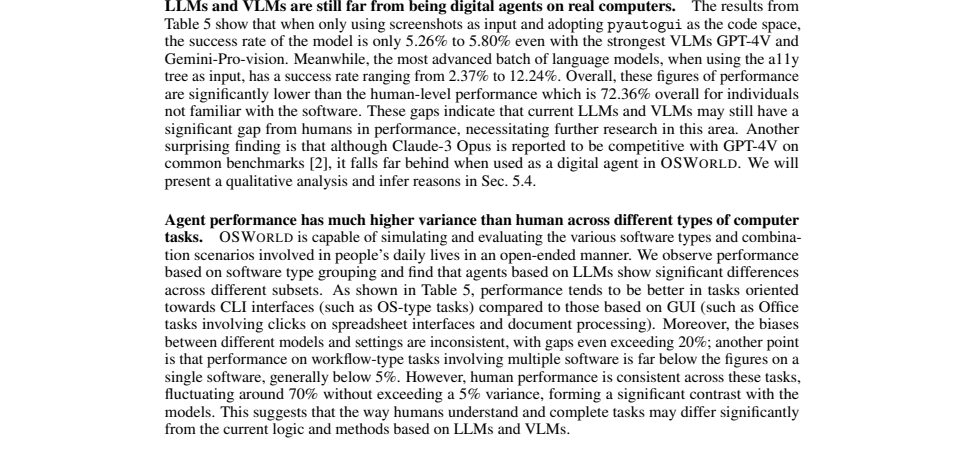 LLMs and VLMs are still far from being digital agents on real computers. The results from
Table 5 show that when only using screenshots as input and adopting pyautogui as the code space,
the success rate of the model is only 5.26% to 5.80% even with the strongest VLMs GPT-4V and
Gemini-Pro-vision. Meanwhile, the most advanced batch of language models, when using the a11y
tree as input, has a success rate ranging from 2.37% to 12.24%. Overall, these figures of performance
are significantly lower than the human-level performance which is 72.36% overall for individuals
not familiar with the software. These gaps indicate that current LLMs and VLMs may still have a
significant gap from humans in performance, necessitating further research in this area. Another
surprising finding is that although Claude-3 Opus is reported to be competitive with GPT-4V on
common benchmarks [2], it falls far behind when used as a digital agent in OSWORLD. We will
present a qualitative analysis and infer reasons in Sec. 5.4.
Agent performance has much higher variance than human across different types of computer
tasks. OSWORLD is capable of simulating and evaluating the various software types and combina-
tion scenarios involved in people's daily lives in an open-ended manner. We observe performance
based on software type grouping and find that agents based on LLMs show significant differences
across different subsets. As shown in Table 5, performance tends to be better in tasks oriented
towards CLI interfaces (such as OS-type tasks) compared to those based on GUI (such as Office
tasks involving clicks on spreadsheet interfaces and document processing). Moreover, the biases
between different models and settings are inconsistent, with gaps even exceeding 20%; another point
is that performance on workflow-type tasks involving multiple software is far below the figures on a
single software, generally below 5%. However, human performance is consistent across these tasks,
fluctuating around 70% without exceeding a 5% variance, forming a significant contrast with the
models. This suggests that the way humans understand and complete tasks may differ significantly
from the current logic and methods based on LLMs and VLMs.